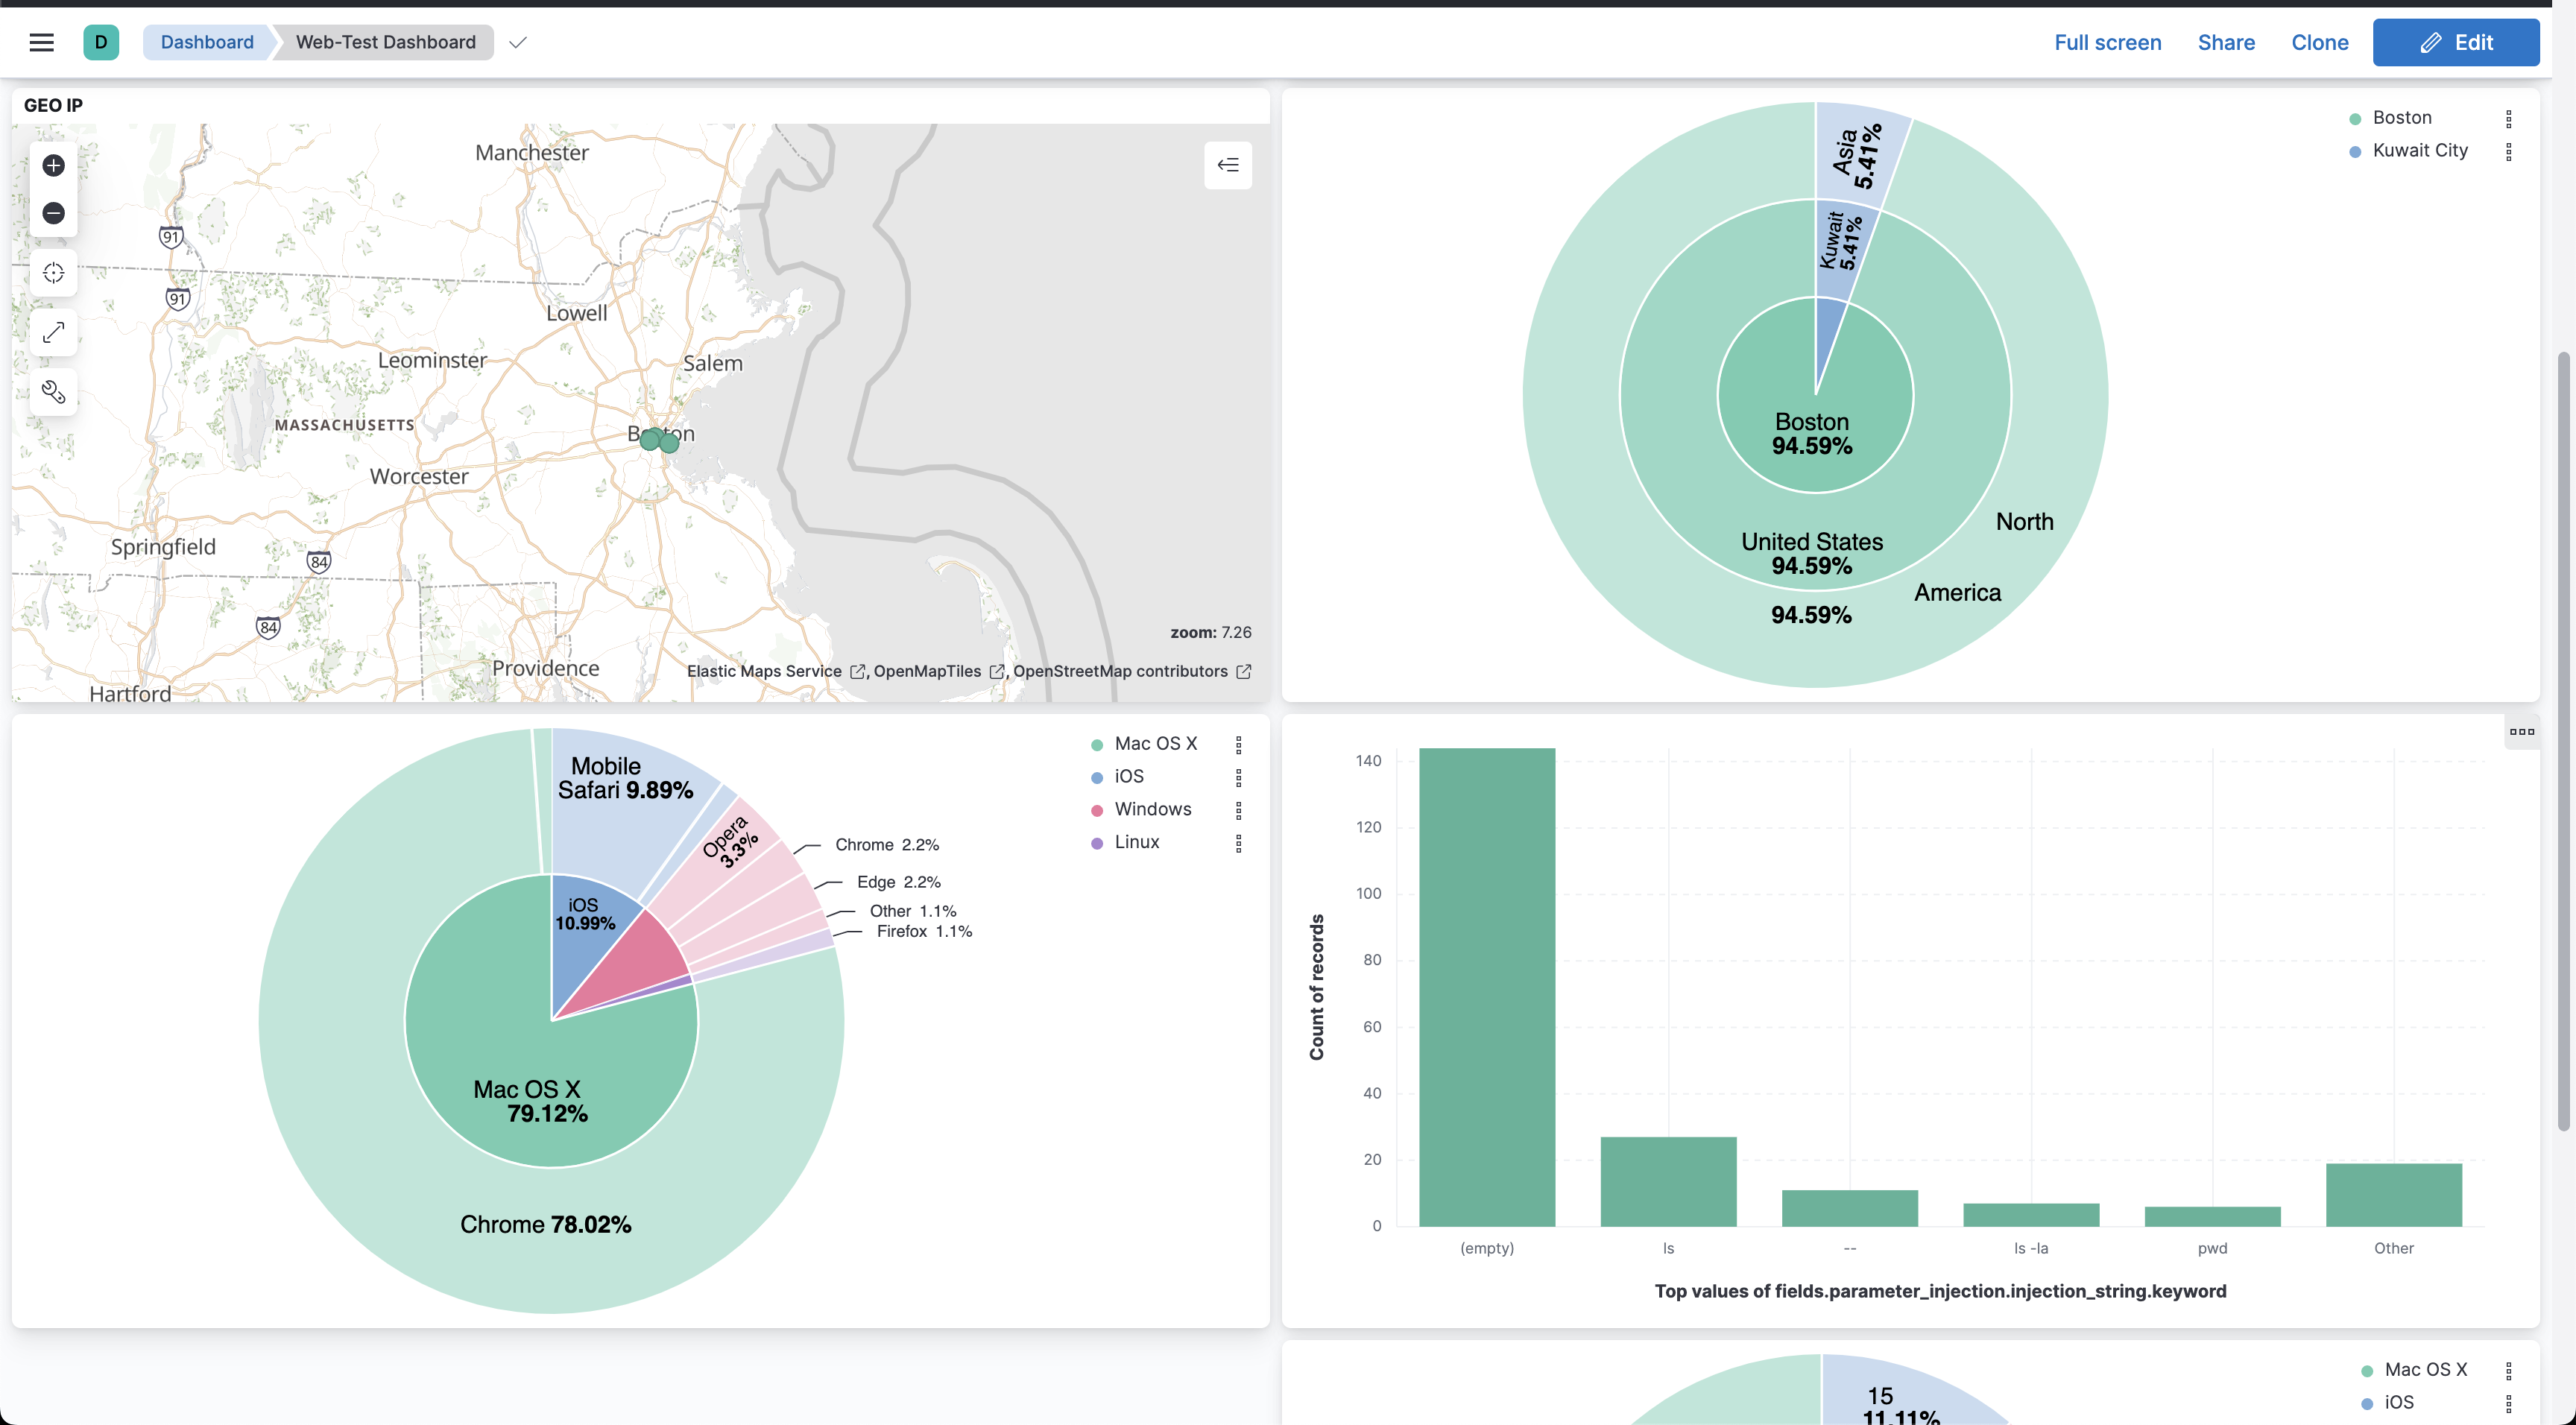 D
Dashboard
Web-Test Dashboard
Full screen
Share
Clone
Edit
GEO IP
Manchester
91
91
Lowell
Leominster
Salem
MASSACHUSETTS
Worcester
Springfield
84
84
Providence
Hartford
zoom: 7.26
Elastic Maps Service , OpenMapTiles , OpenStreetMap contributors
Asia
5.41%
Kuwait
5.41%
Boston
94.59%
United States
94.59%
North
America
94.59%
Boston
Kuwait City
Mobile
Safari 9.89%
Opera
3.3%
Chrome 2.2%
Edge 2.2%
Other 1.1%
Firefox 1.1%
iOS
10.99%
Mac OS X
79.12%
Chrome 78.02%
Mac OS X
iOS
Windows
Linux
Count of records
140
120
100
80
60
40
20
0
(empty)
ls
--
ls -la
pwd
Other
Top values of fields.parameter_injection.injection_string.keyword
15
11.11%
Mac OS X
iOS